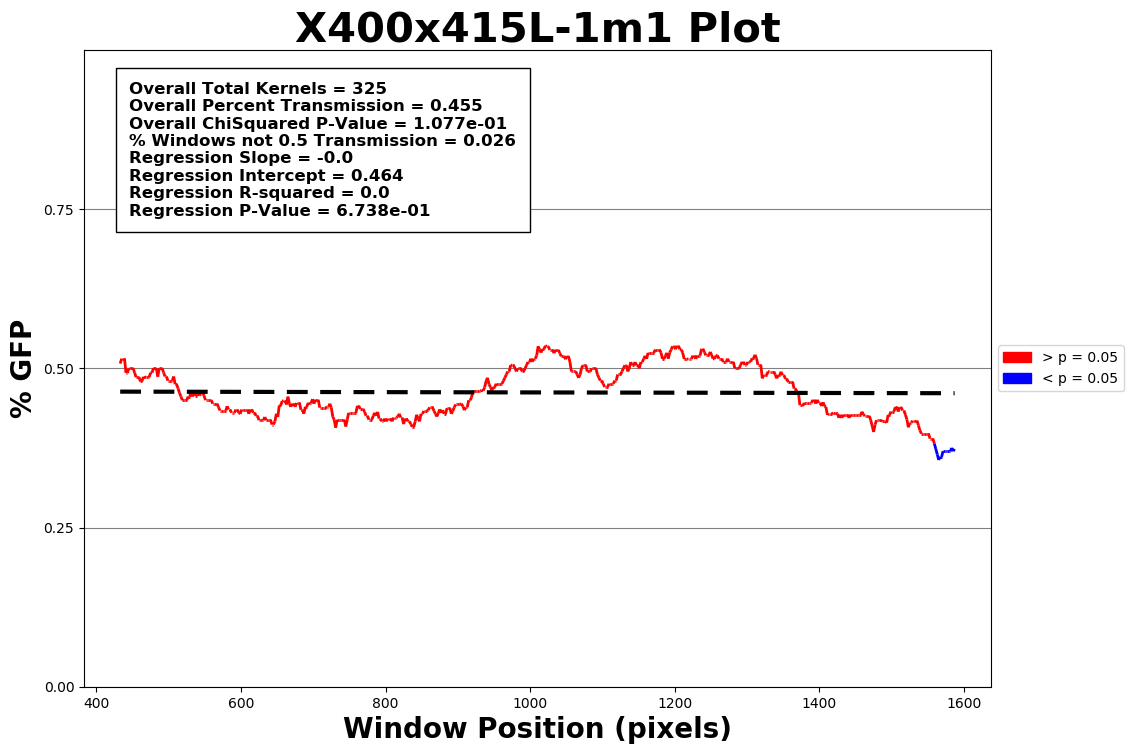 X400x415L-1m1 Plot
Overall Total Kernels = 325
Overall Percent Transmission = 0.455
Overall ChiSquared P-Value = 1.077e-01
% Windows not 0.5 Transmission = 0.026
Regression Slope = -0.0
Regression Intercept = 0.464
Regression R-squared = 0.0
Regression P-Value = 6.738e-01
% GFP
0.75
0.50
0.25
0.00
> p = 0.05
< p = 0.05
400 600 800 1000 1200 1400 1600
Window Position (pixels)